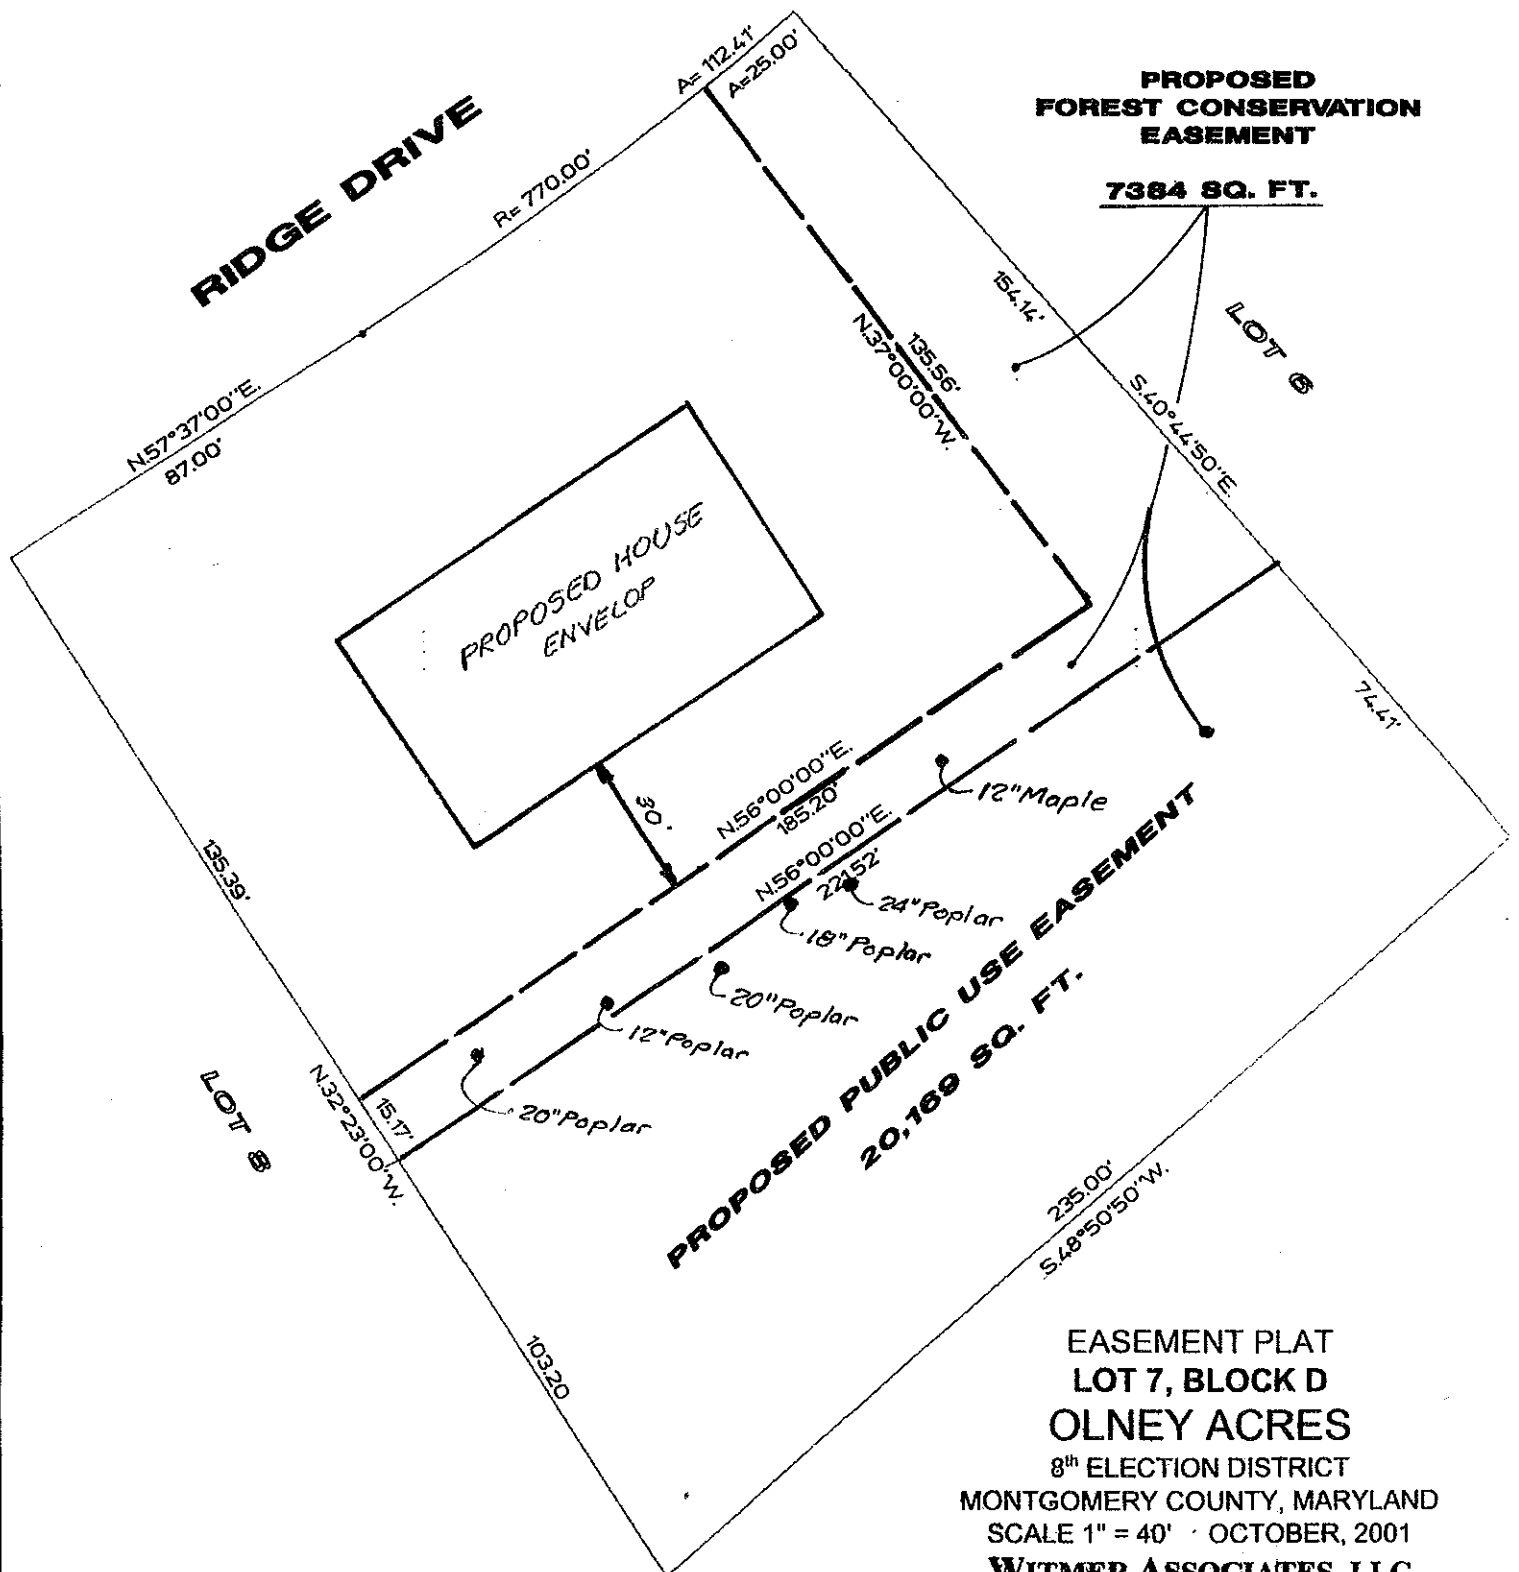 RIDGE DRIVE
A= 112.41'
A=25.00'
R= 770.00'
N.57°37'00"E.
87.00'
PROPOSED
FOREST CONSERVATION
EASEMENT
7384 SQ. FT.
154.14'
LOT 6
S.40°44'50"E.
135.56'
N.37°00'00"W.
PROPOSED HOUSE
ENVELOP
30'
74.41'
N.56°00'00"E.
185.20'
N.56°00'00"E.
221.52'
12"Maple
24"Poplar
18"Poplar
20"Poplar
12"Poplar
20"Poplar
135.39'
LOT 8
N.32°23'00"W.
15.17'
PROPOSED PUBLIC USE EASEMENT
20,169 SQ. FT.
235.00'
S.48°50'50"W.
103.20
EASEMENT PLAT
LOT 7, BLOCK D
OLNEY ACRES
8th ELECTION DISTRICT
MONTGOMERY COUNTY, MARYLAND
SCALE 1" = 40' OCTOBER, 2001
WITMER ASSOCIATES, LLC